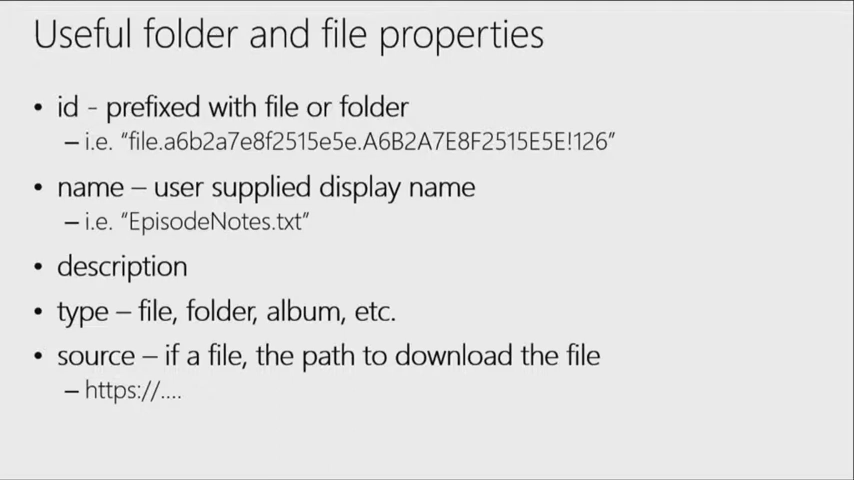 Useful folder and file properties
• id - prefixed with file or folder
– i.e. “file.a6b2a7e8f2515e5e.A6B2A7E8F2515E5E!126”
• name – user supplied display name
– i.e. “EpisodeNotes.txt”
• description
• type – file, folder, album, etc.
• source – if a file, the path to download the file
– https://....